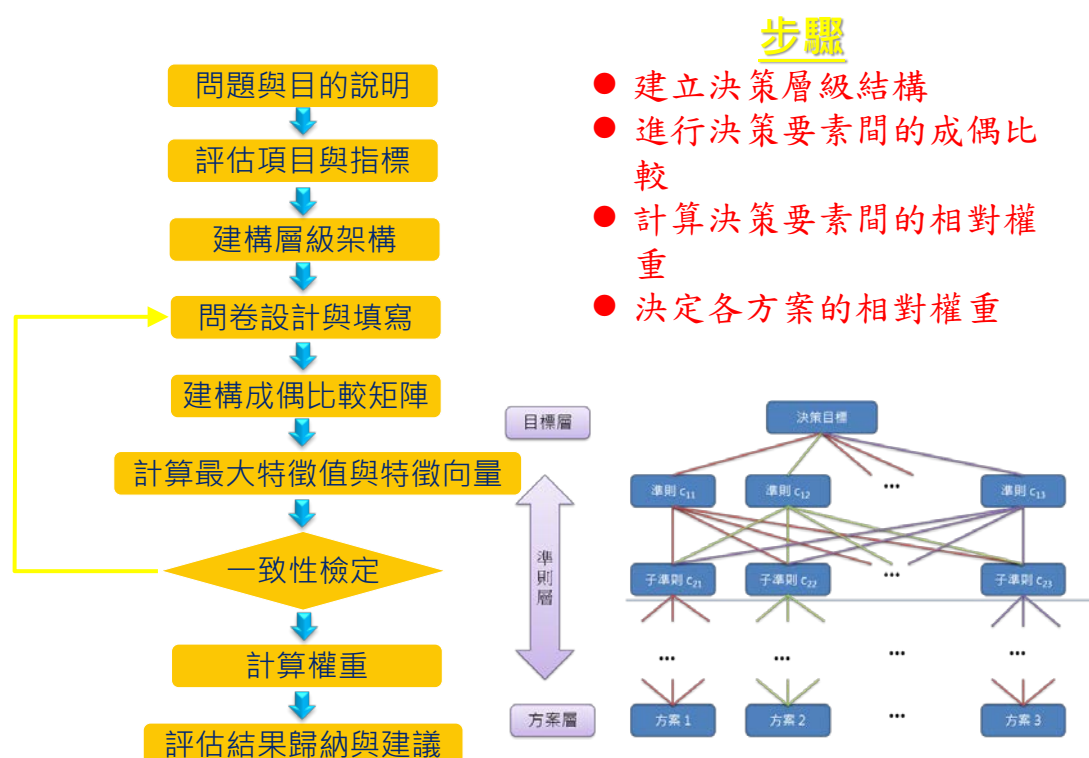 步驟
問題與目的說明
評估項目與指標
建構層級架構
問卷設計與填寫
建構成偶比較矩陣
計算最大特徵值與特徵向量
一致性檢定
計算權重
評估結果歸納與建議
● 建立決策層級結構
● 進行決策要素間的成偶比
較
● 計算決策要素間的相對權
重
● 決定各方案的相對權重
目標層
準則層
方案層
決策目標
準則 c₁₁
準則 c₁₂
...
準則 c₁₃
子準則 c₂₁
子準則 c₂₂
...
子準則 c₂₃
...
...
...
...
方案 1
方案 2
...
方案 3